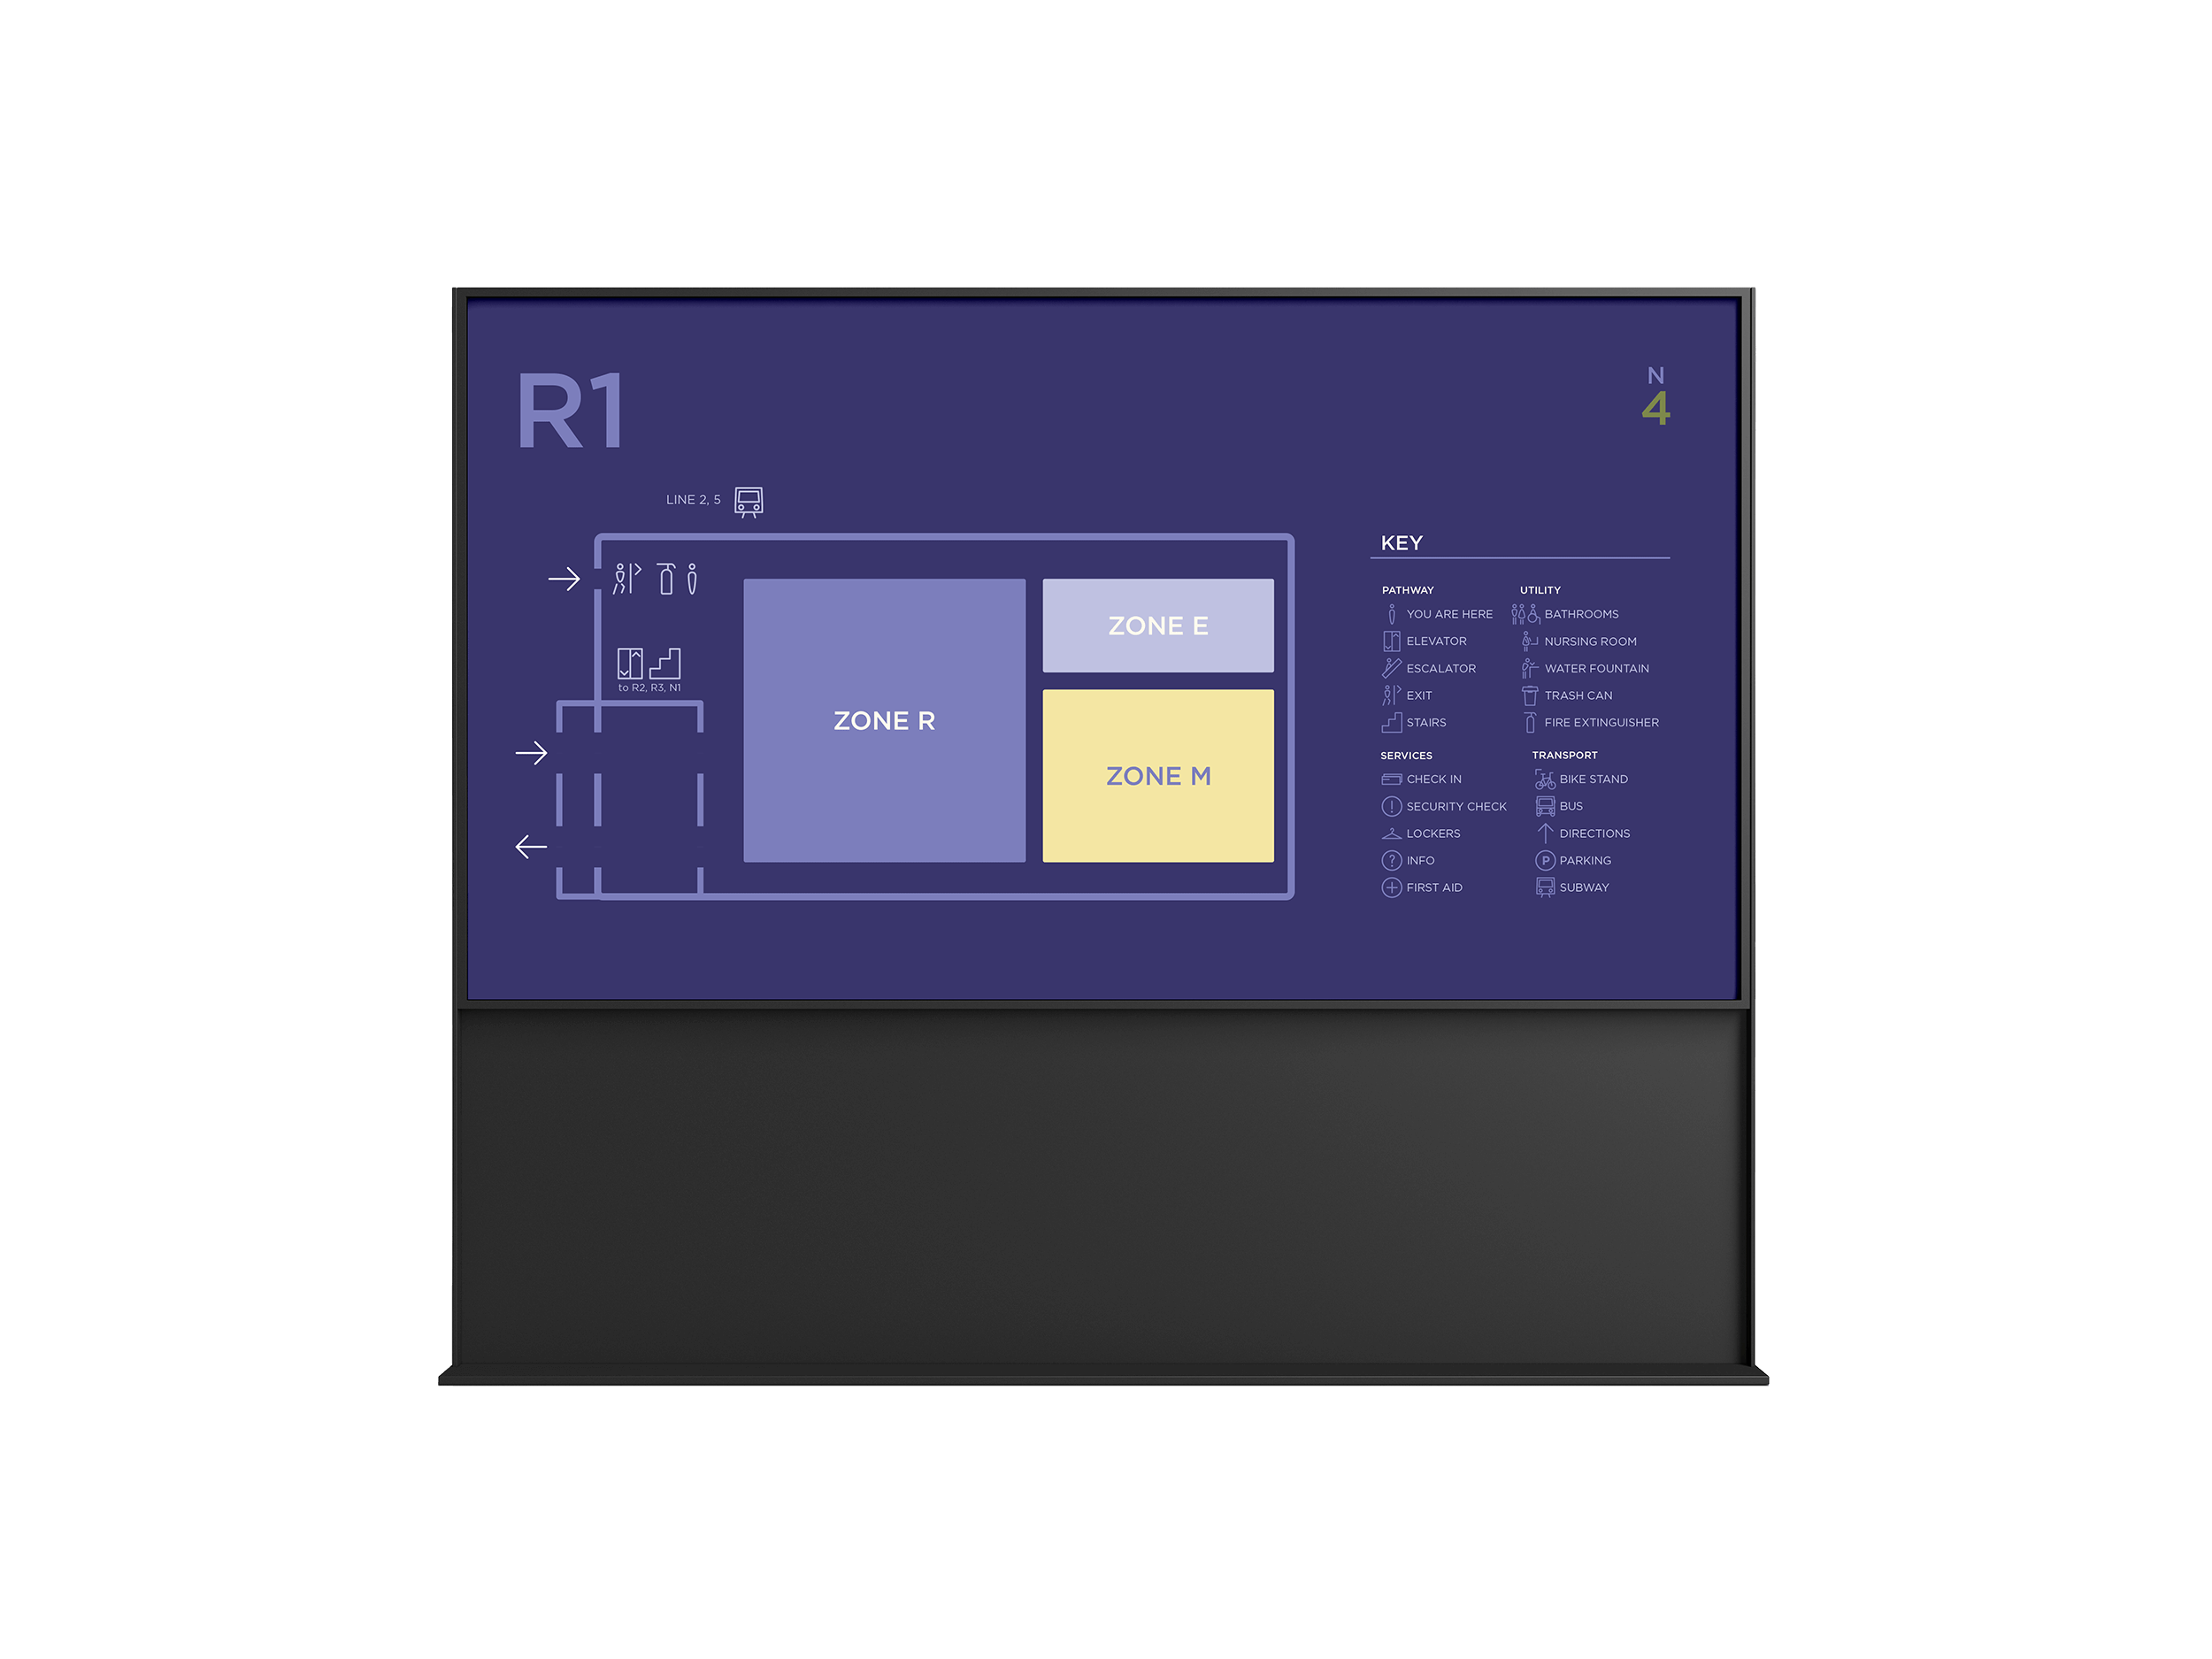 R1
N
4
LINE 2, 5
to R2, R3, N1
ZONE R
ZONE E
ZONE M
KEY
PATHWAY
YOU ARE HERE
ELEVATOR
ESCALATOR
EXIT
STAIRS
UTILITY
BATHROOMS
NURSING ROOM
WATER FOUNTAIN
TRASH CAN
FIRE EXTINGUISHER
SERVICES
CHECK IN
SECURITY CHECK
LOCKERS
INFO
FIRST AID
TRANSPORT
BIKE STAND
BUS
DIRECTIONS
P PARKING
SUBWAY